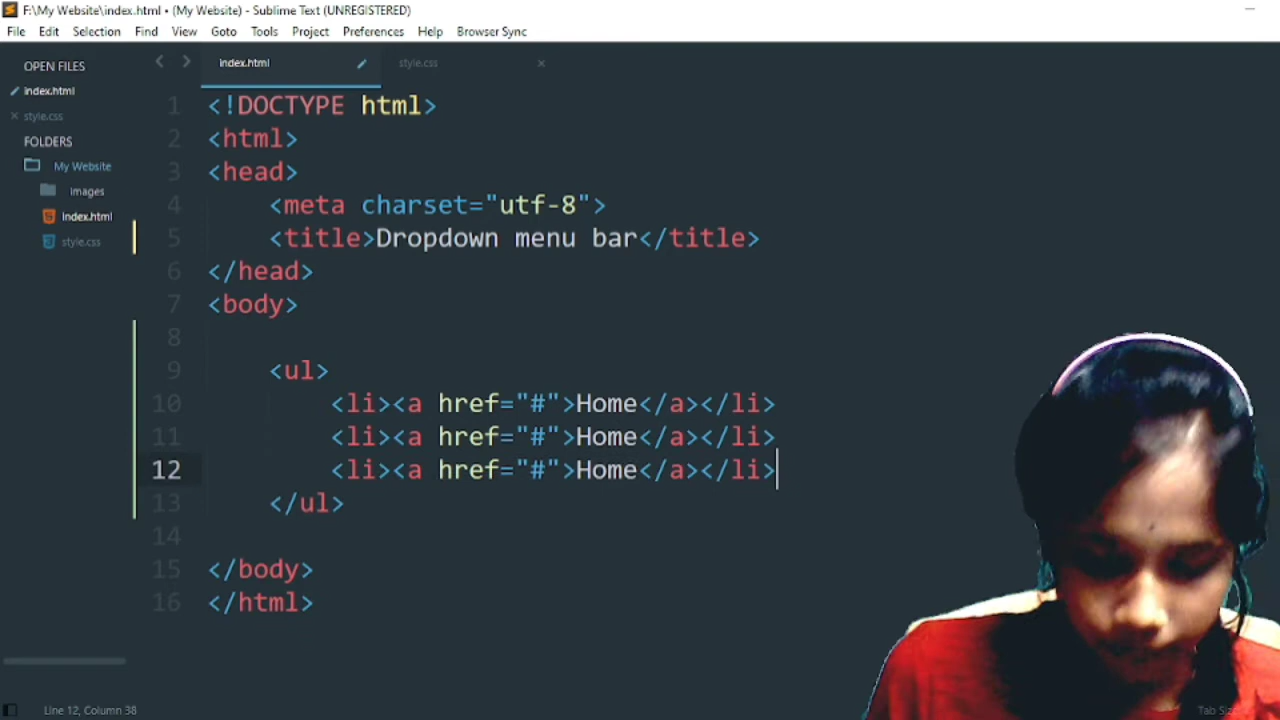 F:\My Website\index.html • (My Website) - Sublime Text (UNREGISTERED)
File Edit Selection Find View Goto Tools Project Preferences Help Browser Sync
OPEN FILES
index.html
style.css
FOLDERS
My Website
images
index.html
style.css
index.html style.css
1 <!DOCTYPE html>
2 <html>
3 <head>
4 <meta charset="utf-8">
5 <title>Dropdown menu bar</title>
6 </head>
7 <body>
8
9 <ul>
10 <li><a href="#">Home</a></li>
11 <li><a href="#">Home</a></li>
12 <li><a href="#">Home</a></li>
13 </ul>
14
15 </body>
16 </html>
Line 12, Column 38
Tab